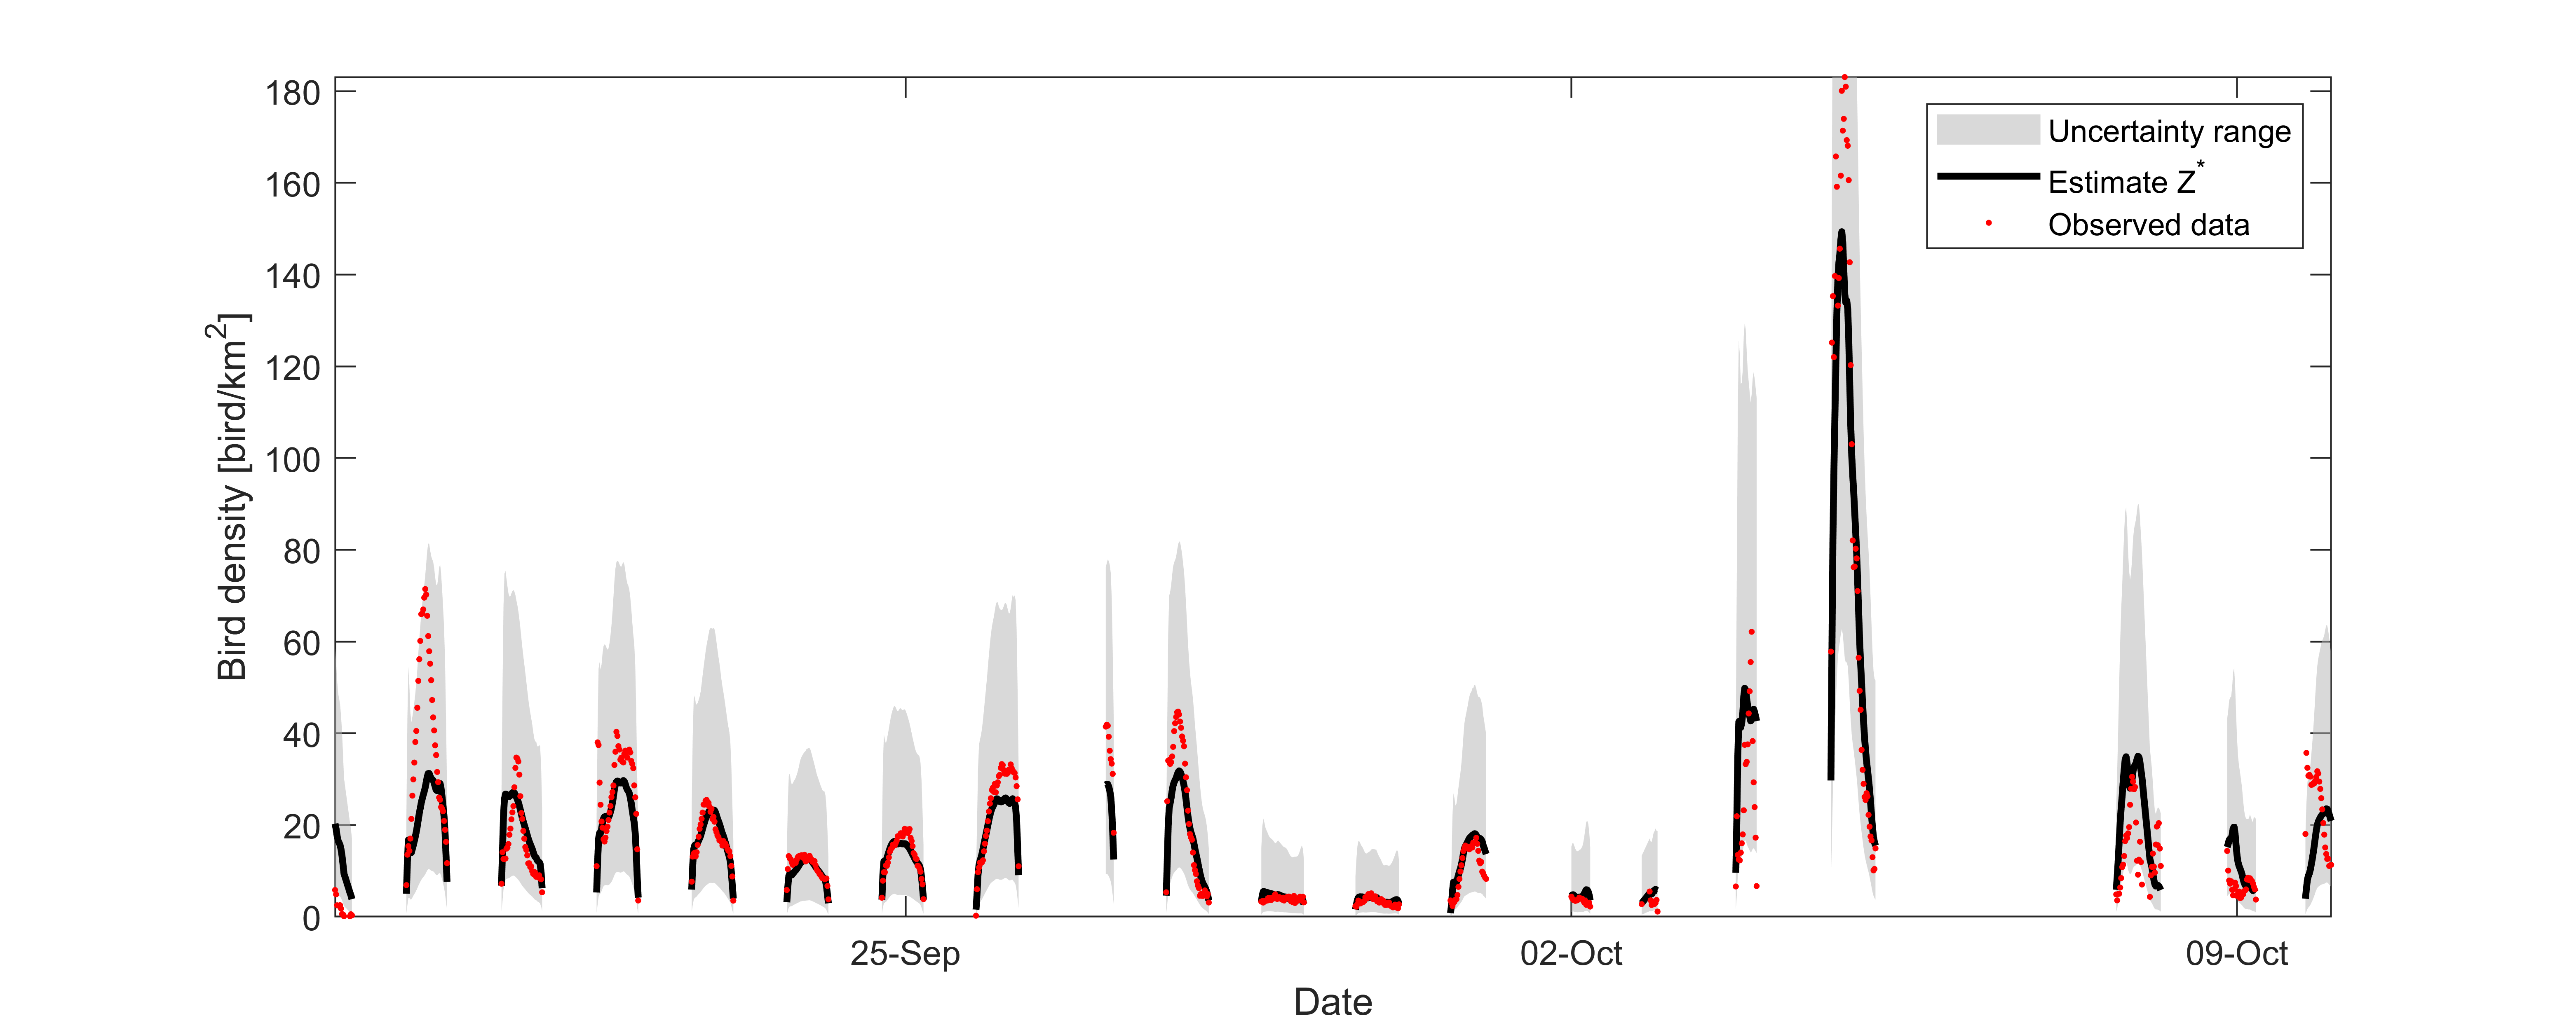 180
160
140
120
100
80
60
40
20
0
Bird density [bird/km²]
Uncertainty range
Estimate Z*
Observed data
25-Sep
02-Oct
09-Oct
Date